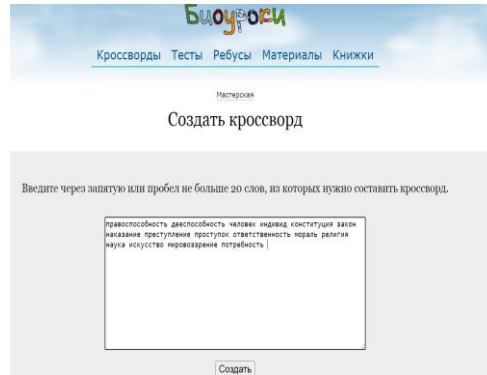 Биоуроки
Кроссворды Тесты Ребусы Материалы Книжки
Мастерская
Создать кроссворд
Введите через запятую или пробел не больше 20 слов, из которых нужно составить кроссворд.
правоспособность дееспособность человек индивид конституция закон
наказание преступление проступок ответственность мораль религия
наука искусство мировоззрение потребность
Создать